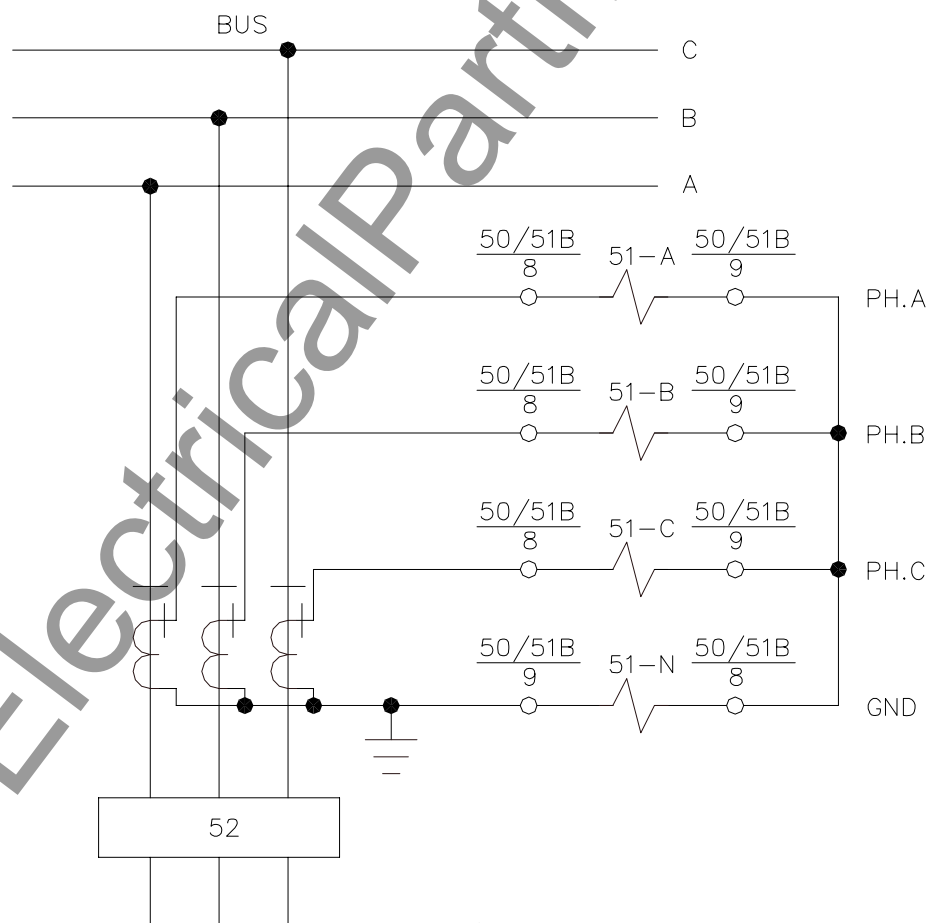 BUS
C
B
A
50/51B 51-A 50/51B
8 9
PH.A
50/51B 51-B 50/51B
8 9
PH.B
50/51B 51-C 50/51B
8 9
PH.C
50/51B 51-N 50/51B
9 8
GND
52
ElectricalPart